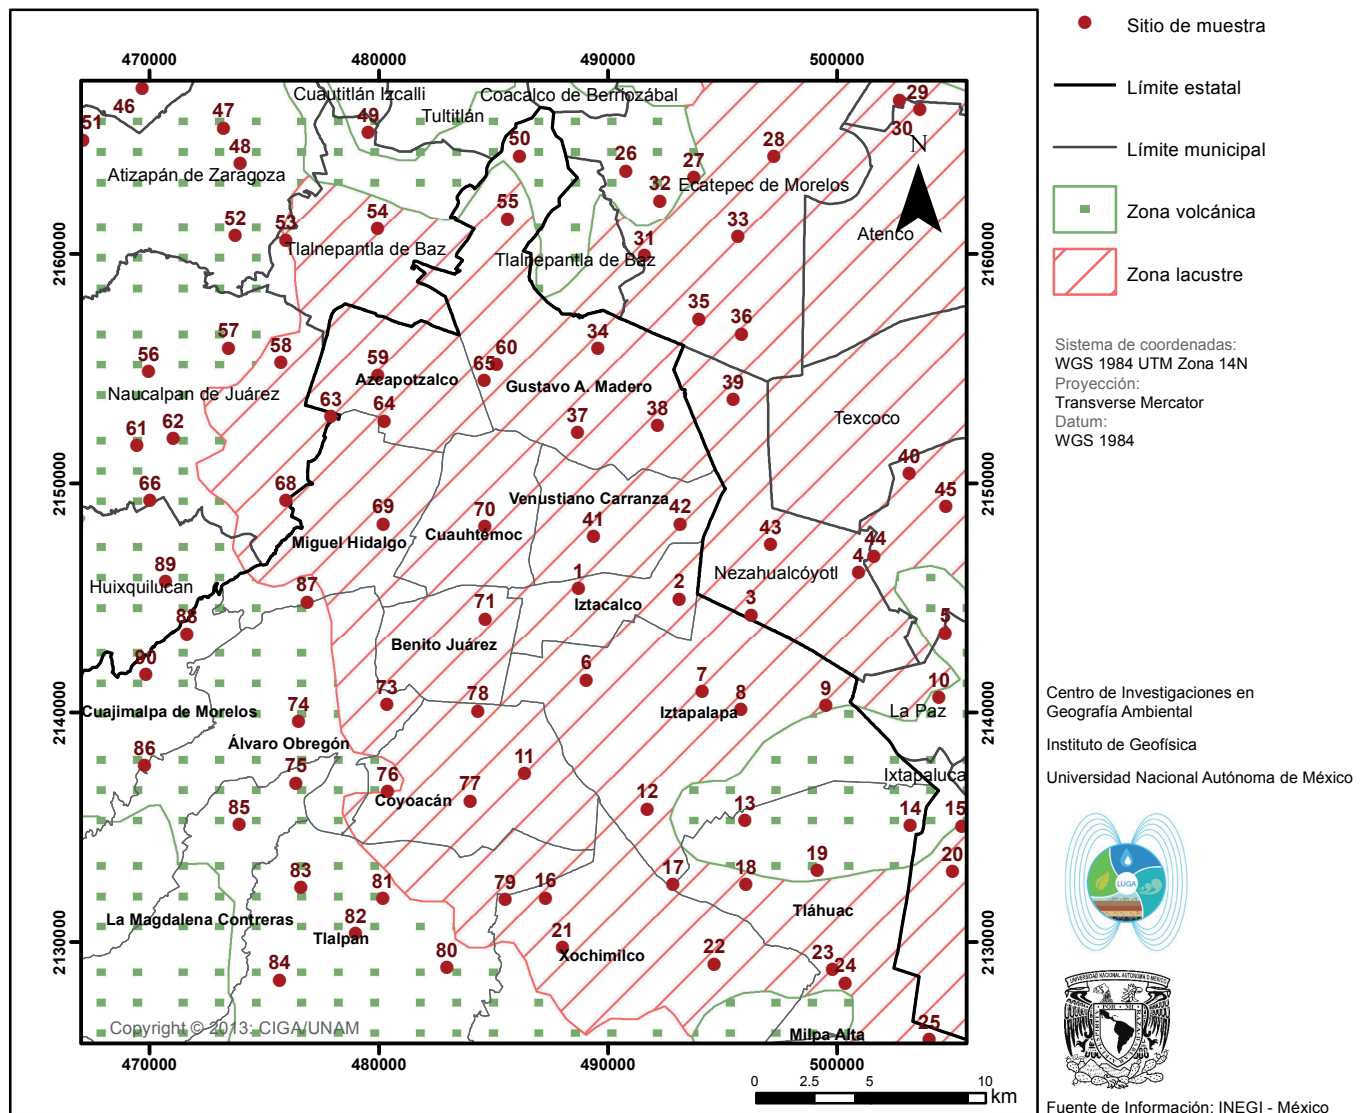 470000 480000 490000 500000
46
47
51
48
Atizapán de Zaragoza
Cuautitlán Izcalli
49
Tultitlán
Coacalco de Berriozábal
50
26
27
32
Ecatepec de Morelos
28
29
30
N
52
53
54
Tlalnepantla de Baz
55
Tlalnepantla de Baz
31
33
Atenco
2160000
2160000
57
56
58
Naucalpan de Juárez
59
Azcapotzalco
60
65
34
Gustavo A. Madero
35
36
39
Texcoco
61
62
63
64
37
38
40
2150000
2150000
66
68
69
Miguel Hidalgo
70
Cuauhtémoc
Venustiano Carranza
41
42
43
Nezahualcóyotl
44
4
45
89
Huixquilucan
87
88
1
Iztacalco
2
3
5
71
Benito Juárez
90
Cuajimalpa de Morelos
74
Álvaro Obregón
73
78
6
7
8
Iztapalapa
9
10
La Paz
2140000
2140000
86
75
76
Coyoacán
77
11
12
13
Ixtapaluca
14
15
85
83
81
79
16
17
18
19
20
La Magdalena Contreras
82
Tlalpan
80
84
21
Xochimilco
22
Tláhuac
23
24
25
Milpa Alta
2130000
2130000
Copyright © 2013: CIGA/UNAM
470000 480000 490000 500000
0 2.5 5 10 km
Sitio de muestra
Límite estatal
Límite municipal
Zona volcánica
Zona lacustre
Sistema de coordenadas:
WGS 1984 UTM Zona 14N
Proyección:
Transverse Mercator
Datum:
WGS 1984
Centro de Investigaciones en
Geografía Ambiental
Instituto de Geofísica
Universidad Nacional Autónoma de México
LUGA
UNIVERSIDAD NACIONAL AUTONOMA DE MEXICO
Fuente de Información: INEGI - México